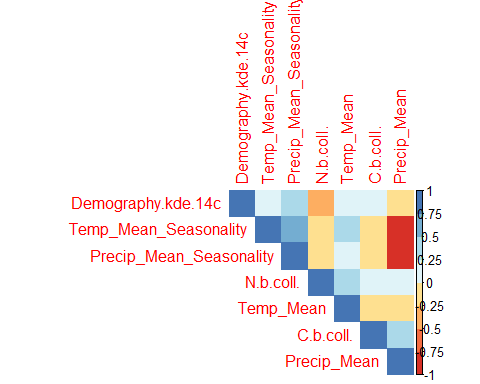 Demography.kde.14c
Temp_Mean_Seasonality
Precip_Mean_Seasonality
N.b.coll.
Temp_Mean
C.b.coll.
Precip_Mean
Demography.kde.14c
Temp_Mean_Seasonality
Precip_Mean_Seasonality
N.b.coll.
Temp_Mean
C.b.coll.
Precip_Mean
1
0.75
0.5
0.25
0
-0.25
-0.5
-0.75
-1